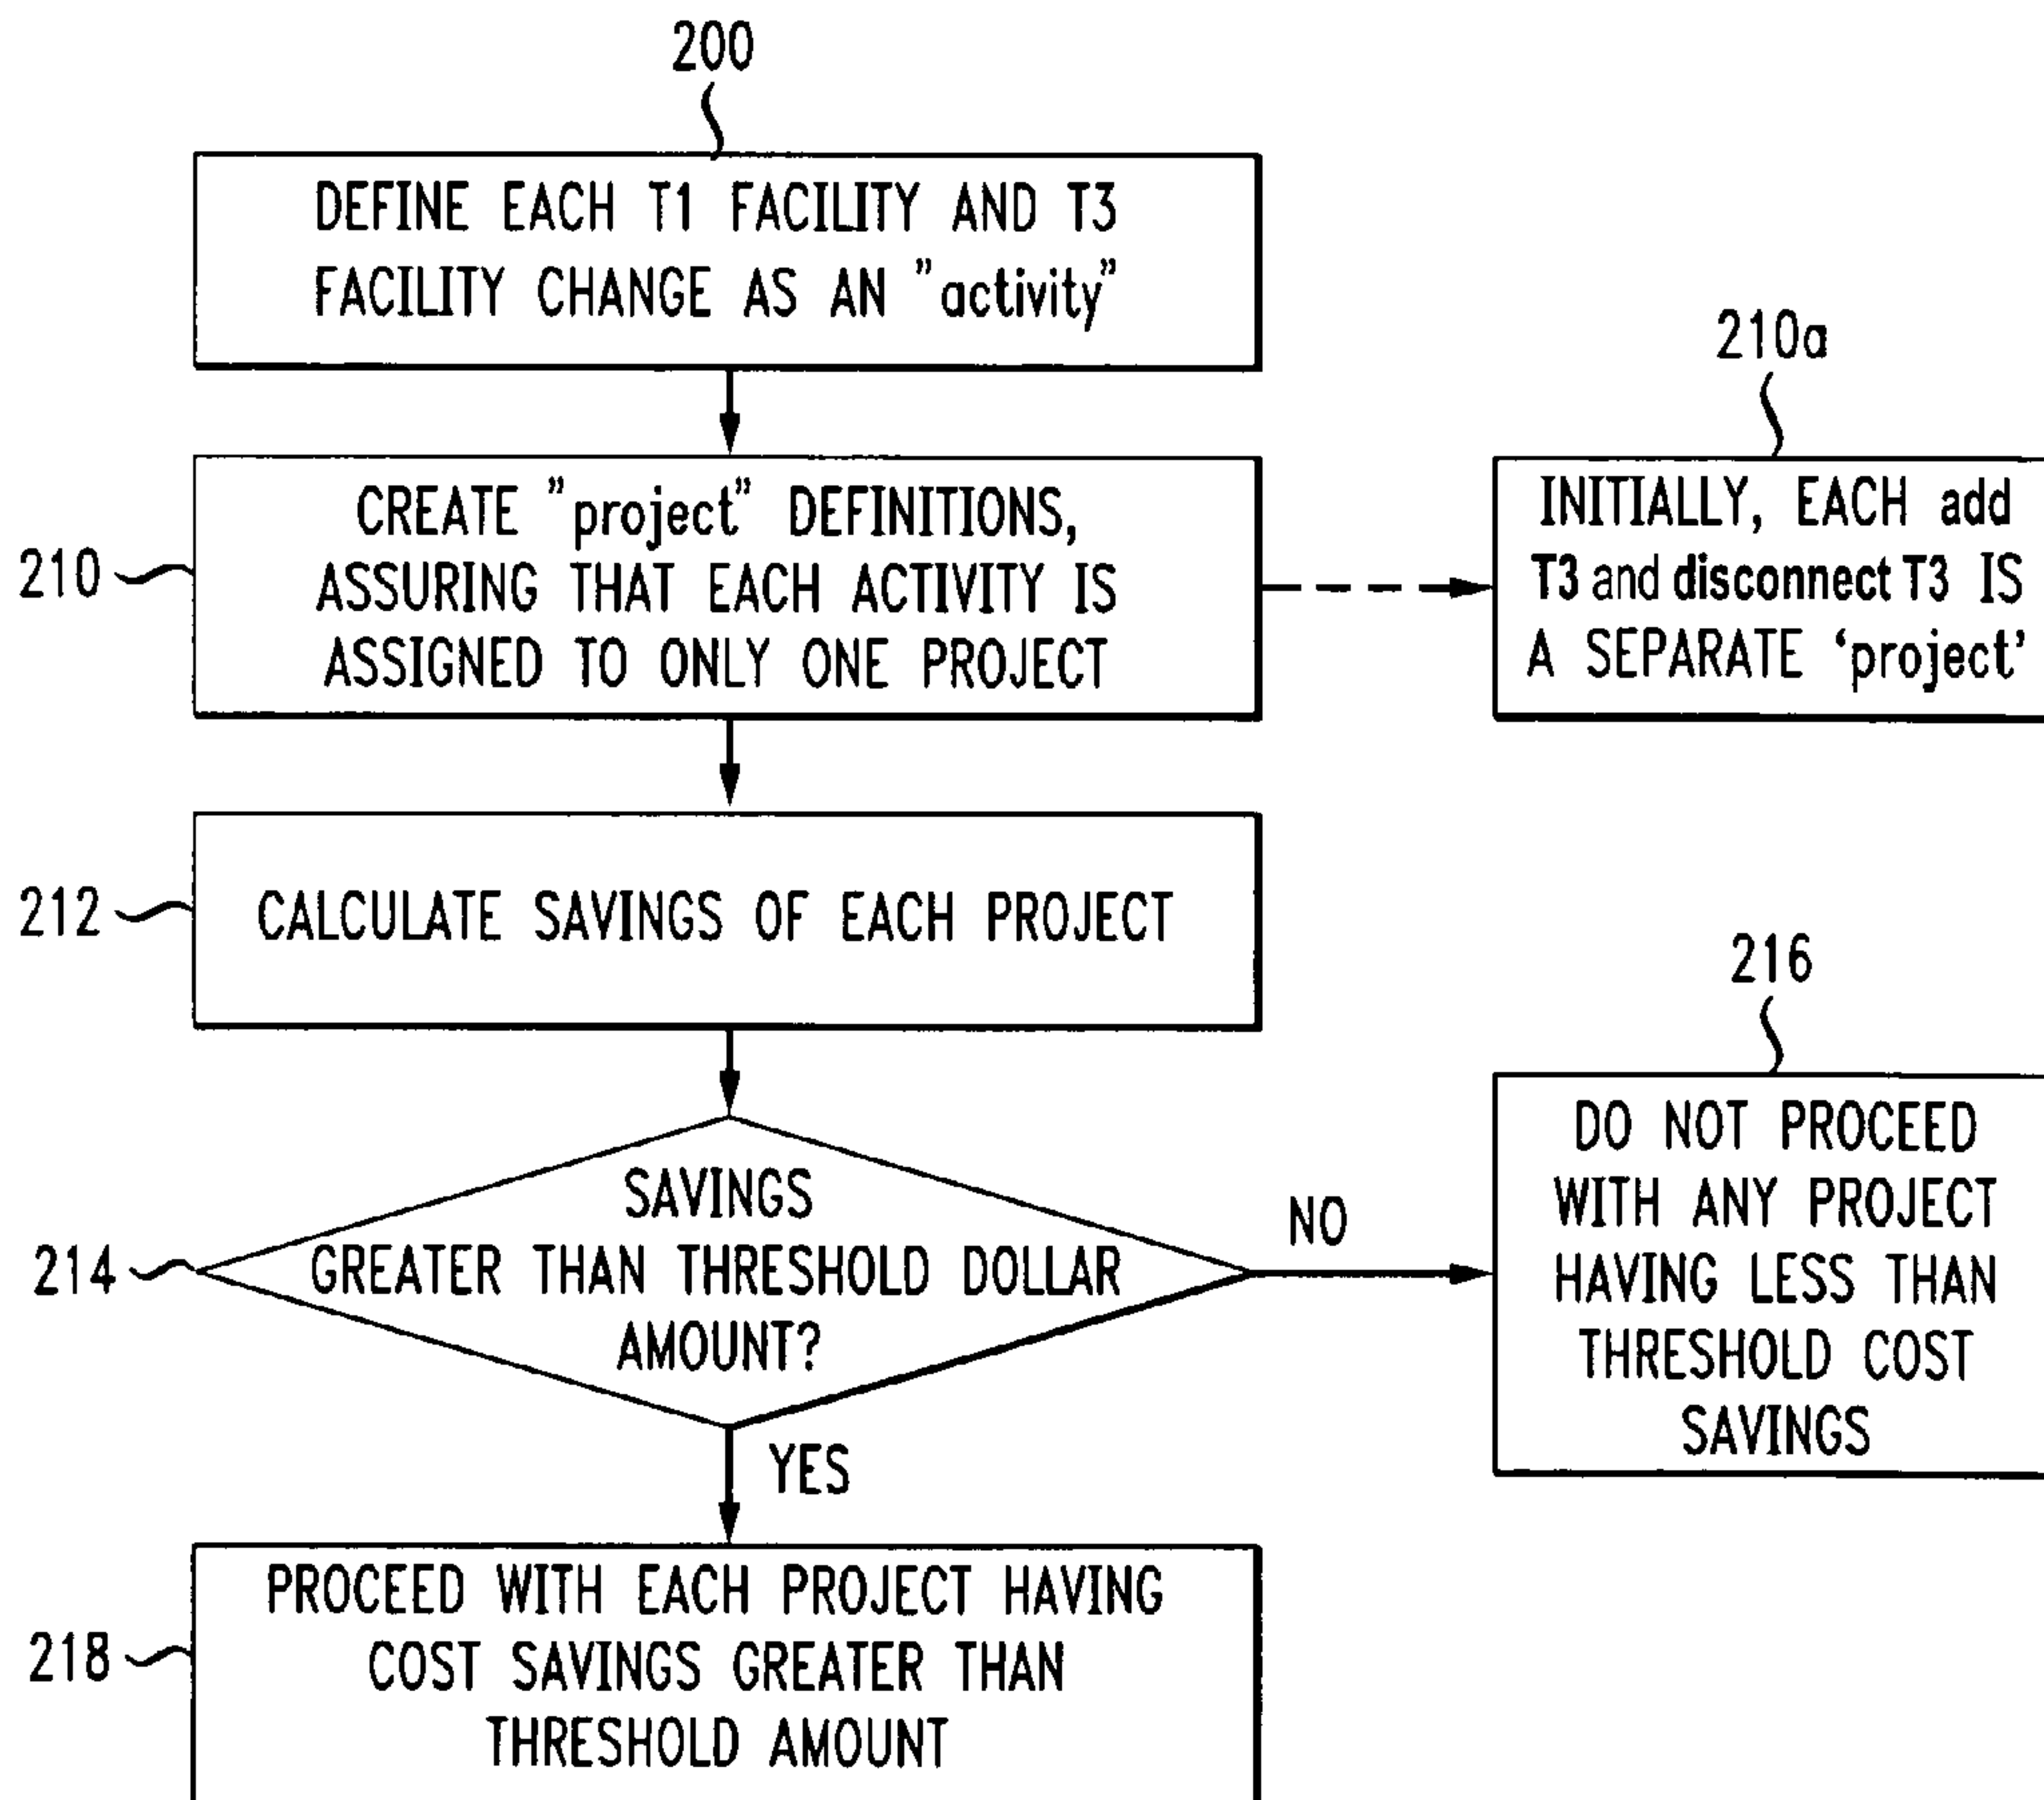 200
DEFINE EACH T1 FACILITY AND T3
FACILITY CHANGE AS AN "activity"
210
CREATE "project" DEFINITIONS,
ASSURING THAT EACH ACTIVITY IS
ASSIGNED TO ONLY ONE PROJECT
210a
INITIALLY, EACH add
T3 and disconnect T3 IS
A SEPARATE 'project'
212
CALCULATE SAVINGS OF EACH PROJECT
214
SAVINGS
GREATER THAN THRESHOLD DOLLAR
AMOUNT?
NO
216
DO NOT PROCEED
WITH ANY PROJECT
HAVING LESS THAN
THRESHOLD COST
SAVINGS
YES
218
PROCEED WITH EACH PROJECT HAVING
COST SAVINGS GREATER THAN
THRESHOLD AMOUNT